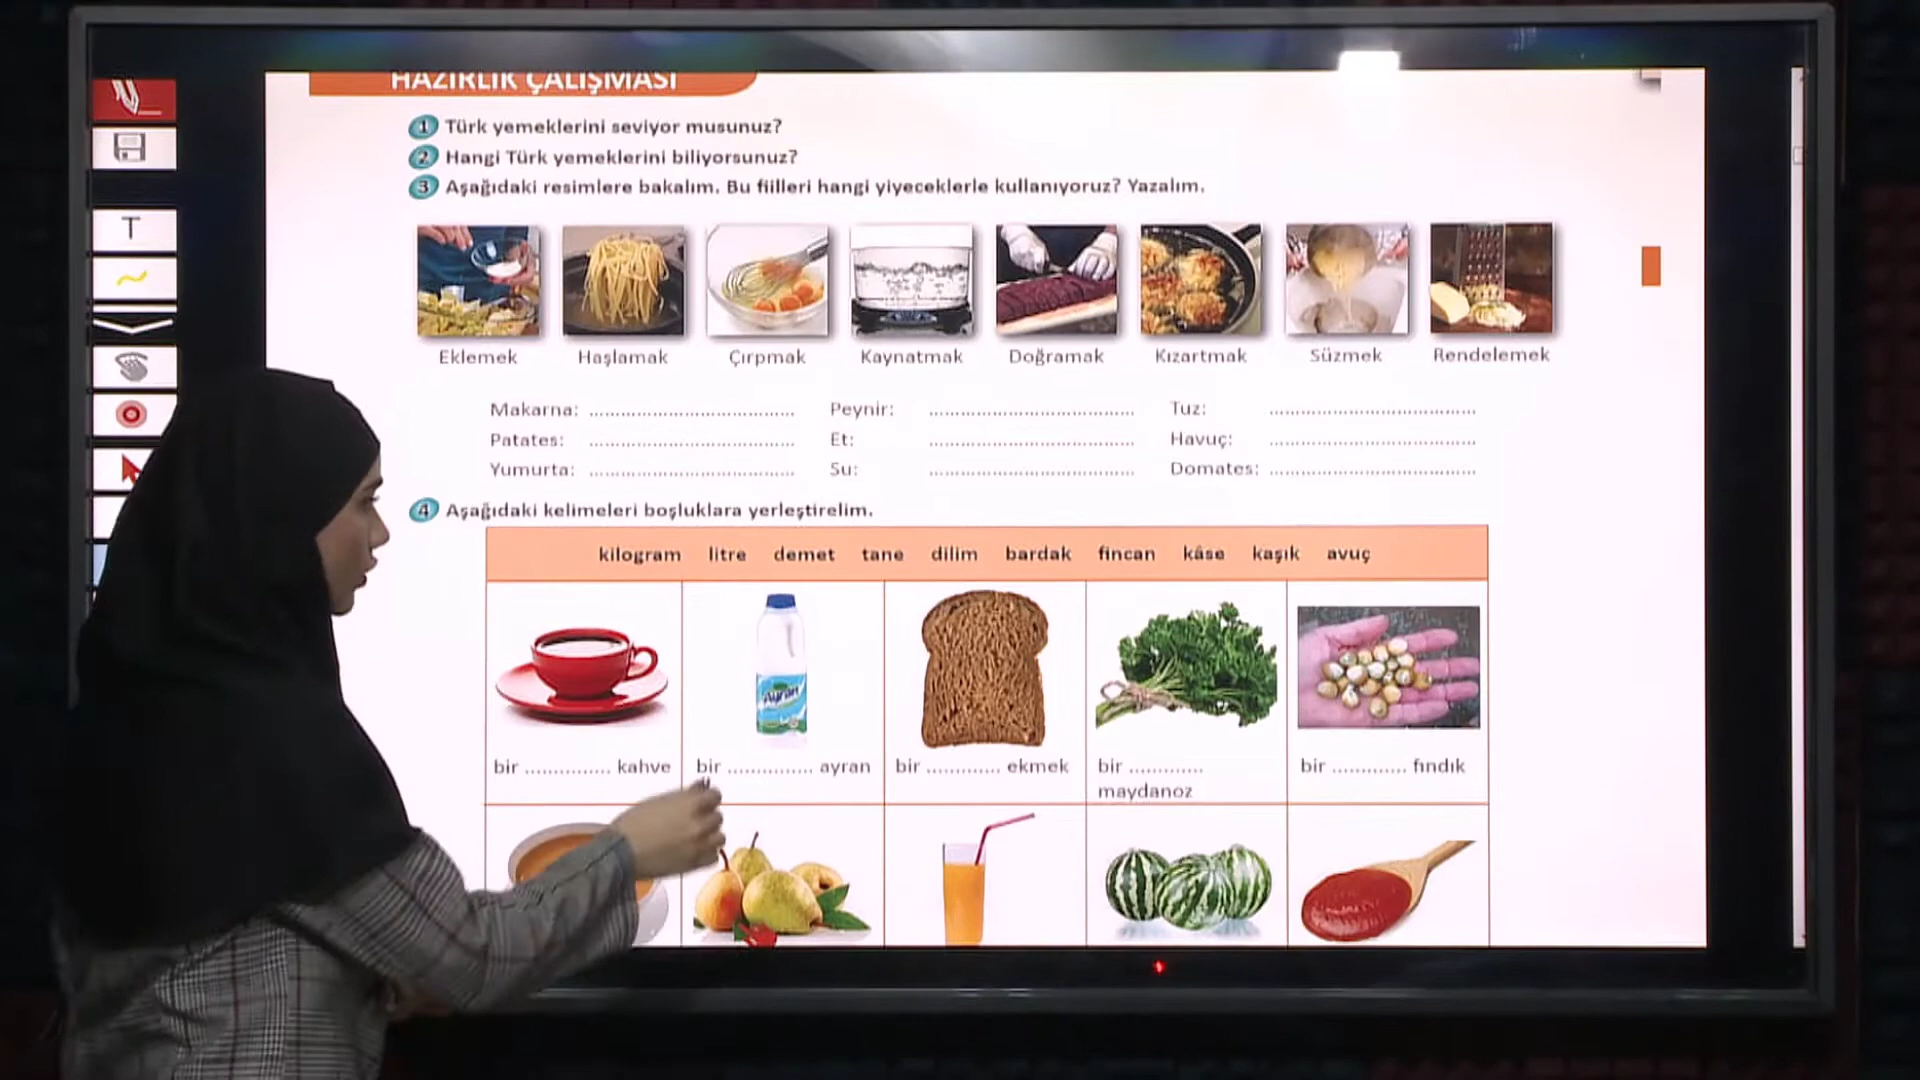 HAZIRLIK ÇALIŞMASI
1 Türk yemeklerini seviyor musunuz?
2 Hangi Türk yemeklerini biliyorsunuz?
3 Aşağıdaki resimlere bakalım. Bu fiilleri hangi yiyeceklerle kullanıyoruz? Yazalım.
Eklemek Haşlamak Çırpmak Kaynatmak Doğramak Kızartmak Süzmek Rendelemek
Makarna: .................................. Peynir: .................................. Tuz: ..................................
Patates: .................................. Et: .................................. Havuç: ..................................
Yumurta: .................................. Su: .................................. Domates: ..................................
4 Aşağıdaki kelimeleri boşluklara yerleştirelim.
kilogram litre demet tane dilim bardak fincan kâse kaşık avuç
Ayran
bir .............. kahve bir .............. ayran bir ............ ekmek bir ............ bir ............ fındık
maydanoz
T